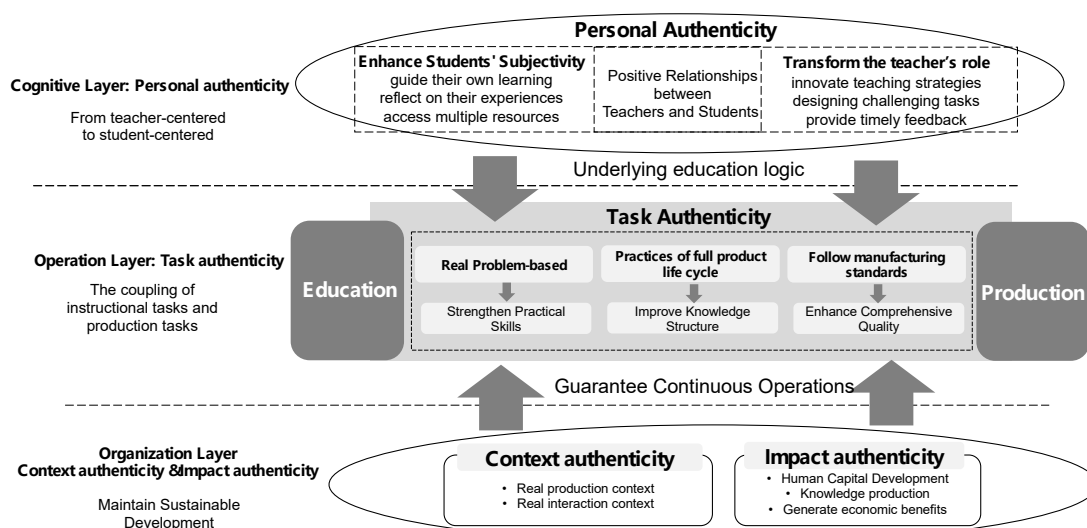 Personal Authenticity
Cognitive Layer: Personal authenticity
From teacher-centered
to student-centered
Enhance Students' Subjectivity
guide their own learning
reflect on their experiences
access multiple resources
Positive Relationships
between
Teachers and Students
Transform the teacher's role
innovate teaching strategies
designing challenging tasks
provide timely feedback
Underlying education logic
Operation Layer: Task authenticity
The coupling of
instructional tasks and
production tasks
Education
Task Authenticity
Real Problem-based
Strengthen Practical
Skills
Practices of full product
life cycle
Improve Knowledge
Structure
Follow manufacturing
standards
Enhance Comprehensive
Quality
Production
Guarantee Continuous Operations
Organization Layer
Context authenticity &Impact authenticity
Maintain Sustainable
Development
Context authenticity
• Real production context
• Real interaction context
Impact authenticity
• Human Capital Development
• Knowledge production
• Generate economic benefits